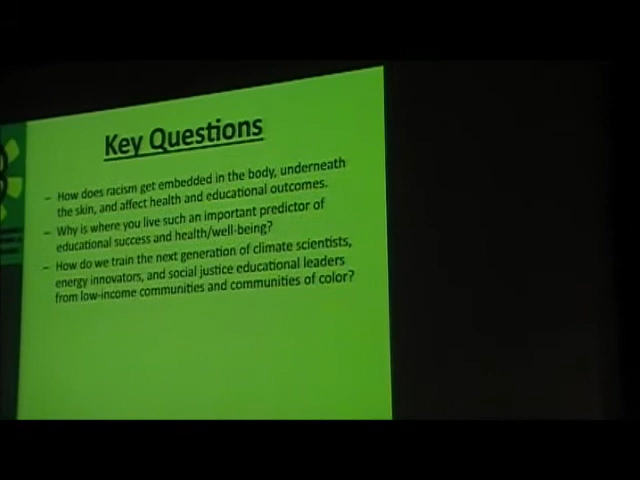 Key Questions
– How does racism get embedded in the body, underneath
the skin, and affect health and educational outcomes.
– Why is where you live such an important predictor of
educational success and health/well-being?
– How do we train the next generation of climate scientists,
energy innovators, and social justice educational leaders
from low-income communities and communities of color?